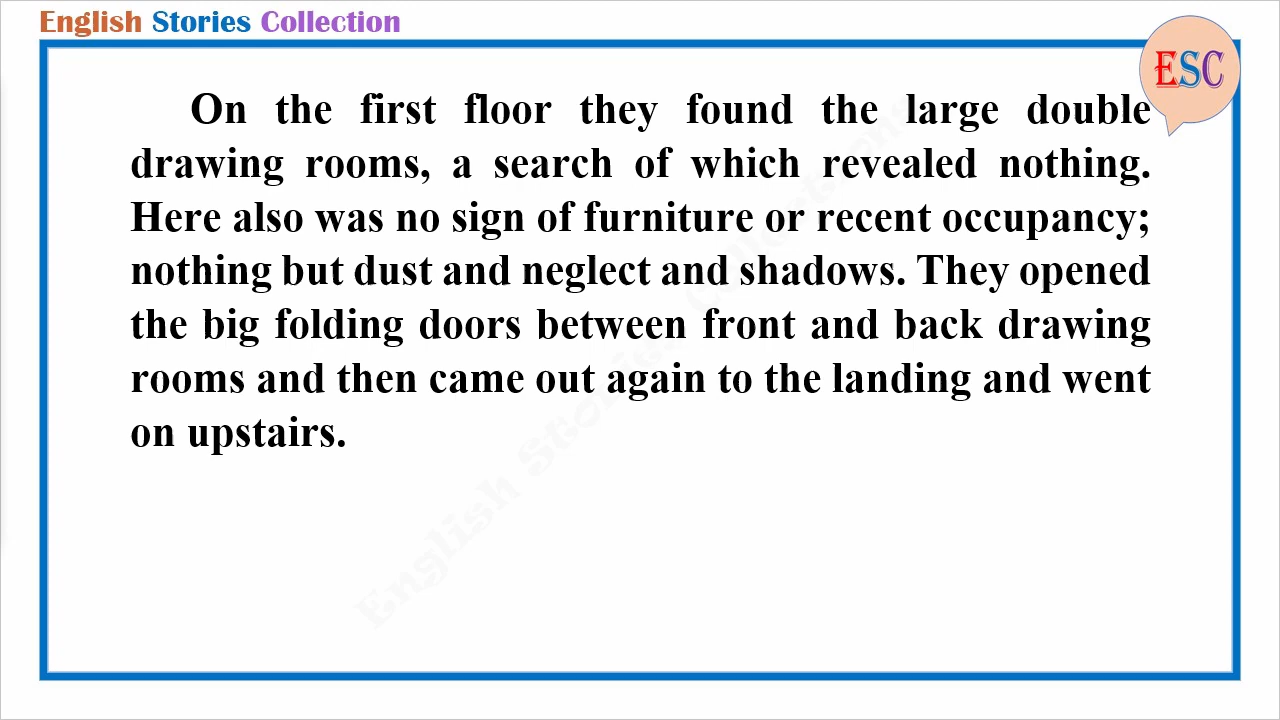 English Stories Collection
ESC
On the first floor they found the large double
drawing rooms, a search of which revealed nothing.
Here also was no sign of furniture or recent occupancy;
nothing but dust and neglect and shadows. They opened
the big folding doors between front and back drawing
rooms and then came out again to the landing and went
on upstairs.
English Stories Collections